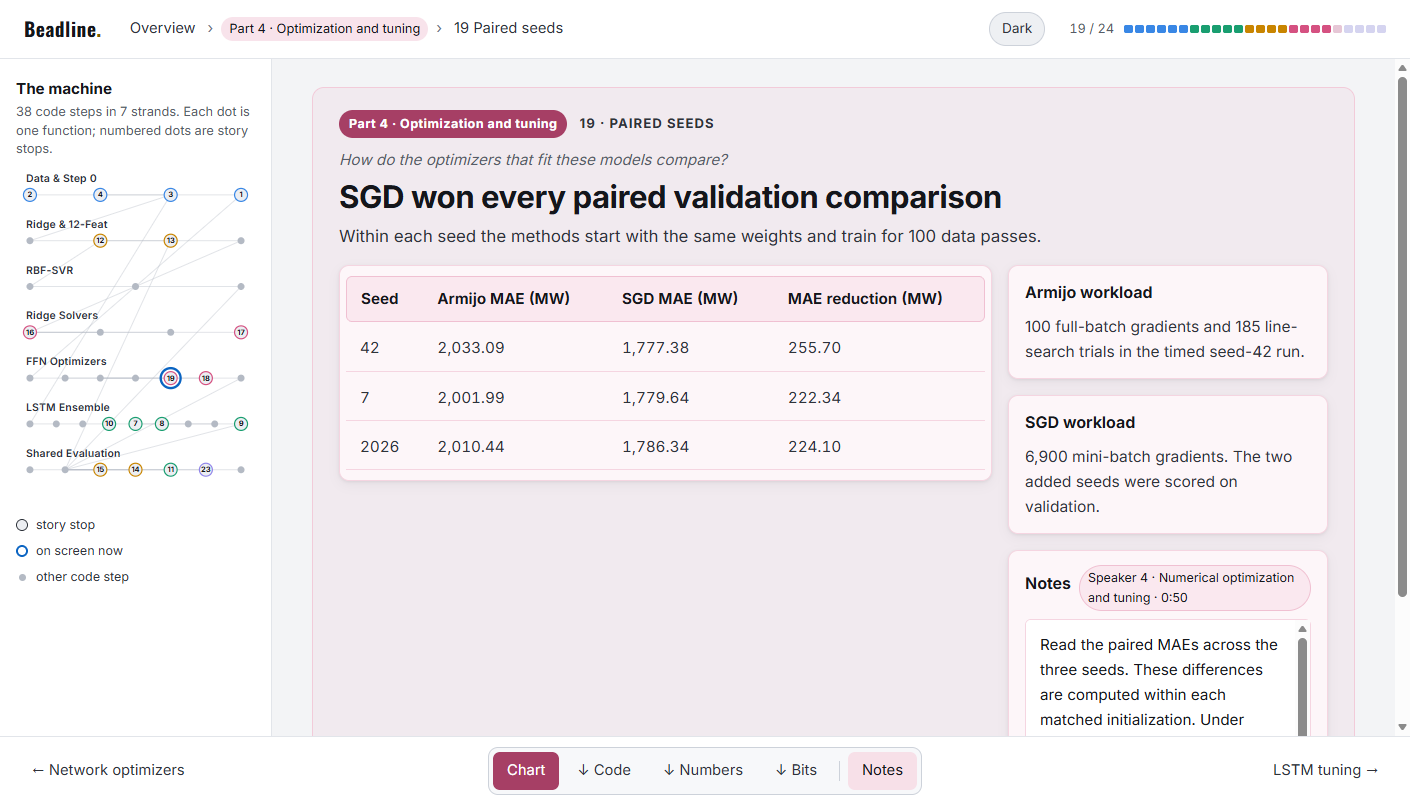 Beadline.
Overview › Part 4 · Optimization and tuning › 19 Paired seeds
Dark
19 / 24
The machine
38 code steps in 7 strands. Each dot is
one function; numbered dots are story
stops.
Data & Step 0
2 4 3 1
Ridge & 12-Feat
12 13
RBF-SVR
Ridge Solvers
16 17
FFN Optimizers
19 18
LSTM Ensemble
10 7 8 9
Shared Evaluation
15 14 11 23
story stop
on screen now
other code step
Part 4 · Optimization and tuning
19 · PAIRED SEEDS
How do the optimizers that fit these models compare?
SGD won every paired validation comparison
Within each seed the methods start with the same weights and train for 100 data passes.
Seed Armijo MAE (MW) SGD MAE (MW) MAE reduction (MW)
42 2,033.09 1,777.38 255.70
7 2,001.99 1,779.64 222.34
2026 2,010.44 1,786.34 224.10
Armijo workload
100 full-batch gradients and 185 line-
search trials in the timed seed-42 run.
SGD workload
6,900 mini-batch gradients. The two
added seeds were scored on
validation.
Notes
Speaker 4 · Numerical optimization
and tuning · 0:50
Read the paired MAEs across the
three seeds. These differences
are computed within each
matched initialization. Under
← Network optimizers
Chart
↓ Code
↓ Numbers
↓ Bits
Notes
LSTM tuning →